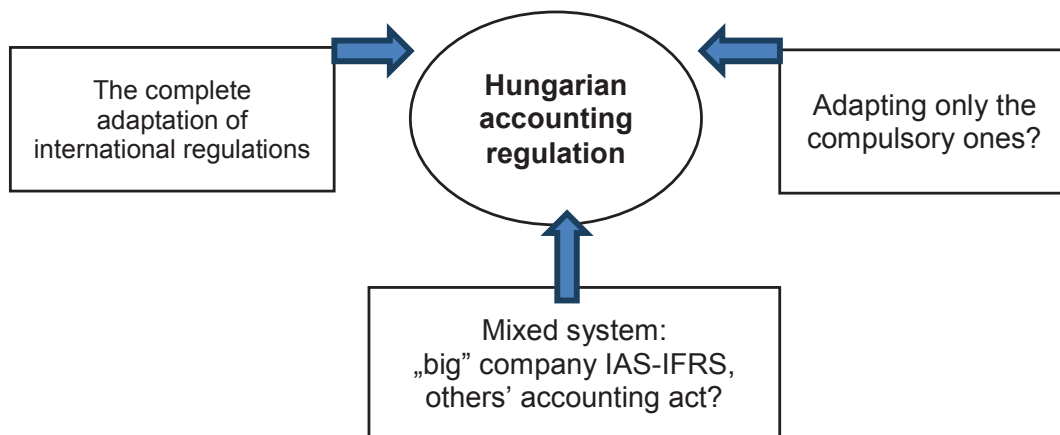 The complete
adaptation of
international regulations
Hungarian
accounting
regulation
Adapting only the
compulsory ones?
Mixed system:
„big” company IAS-IFRS,
others’ accounting act?